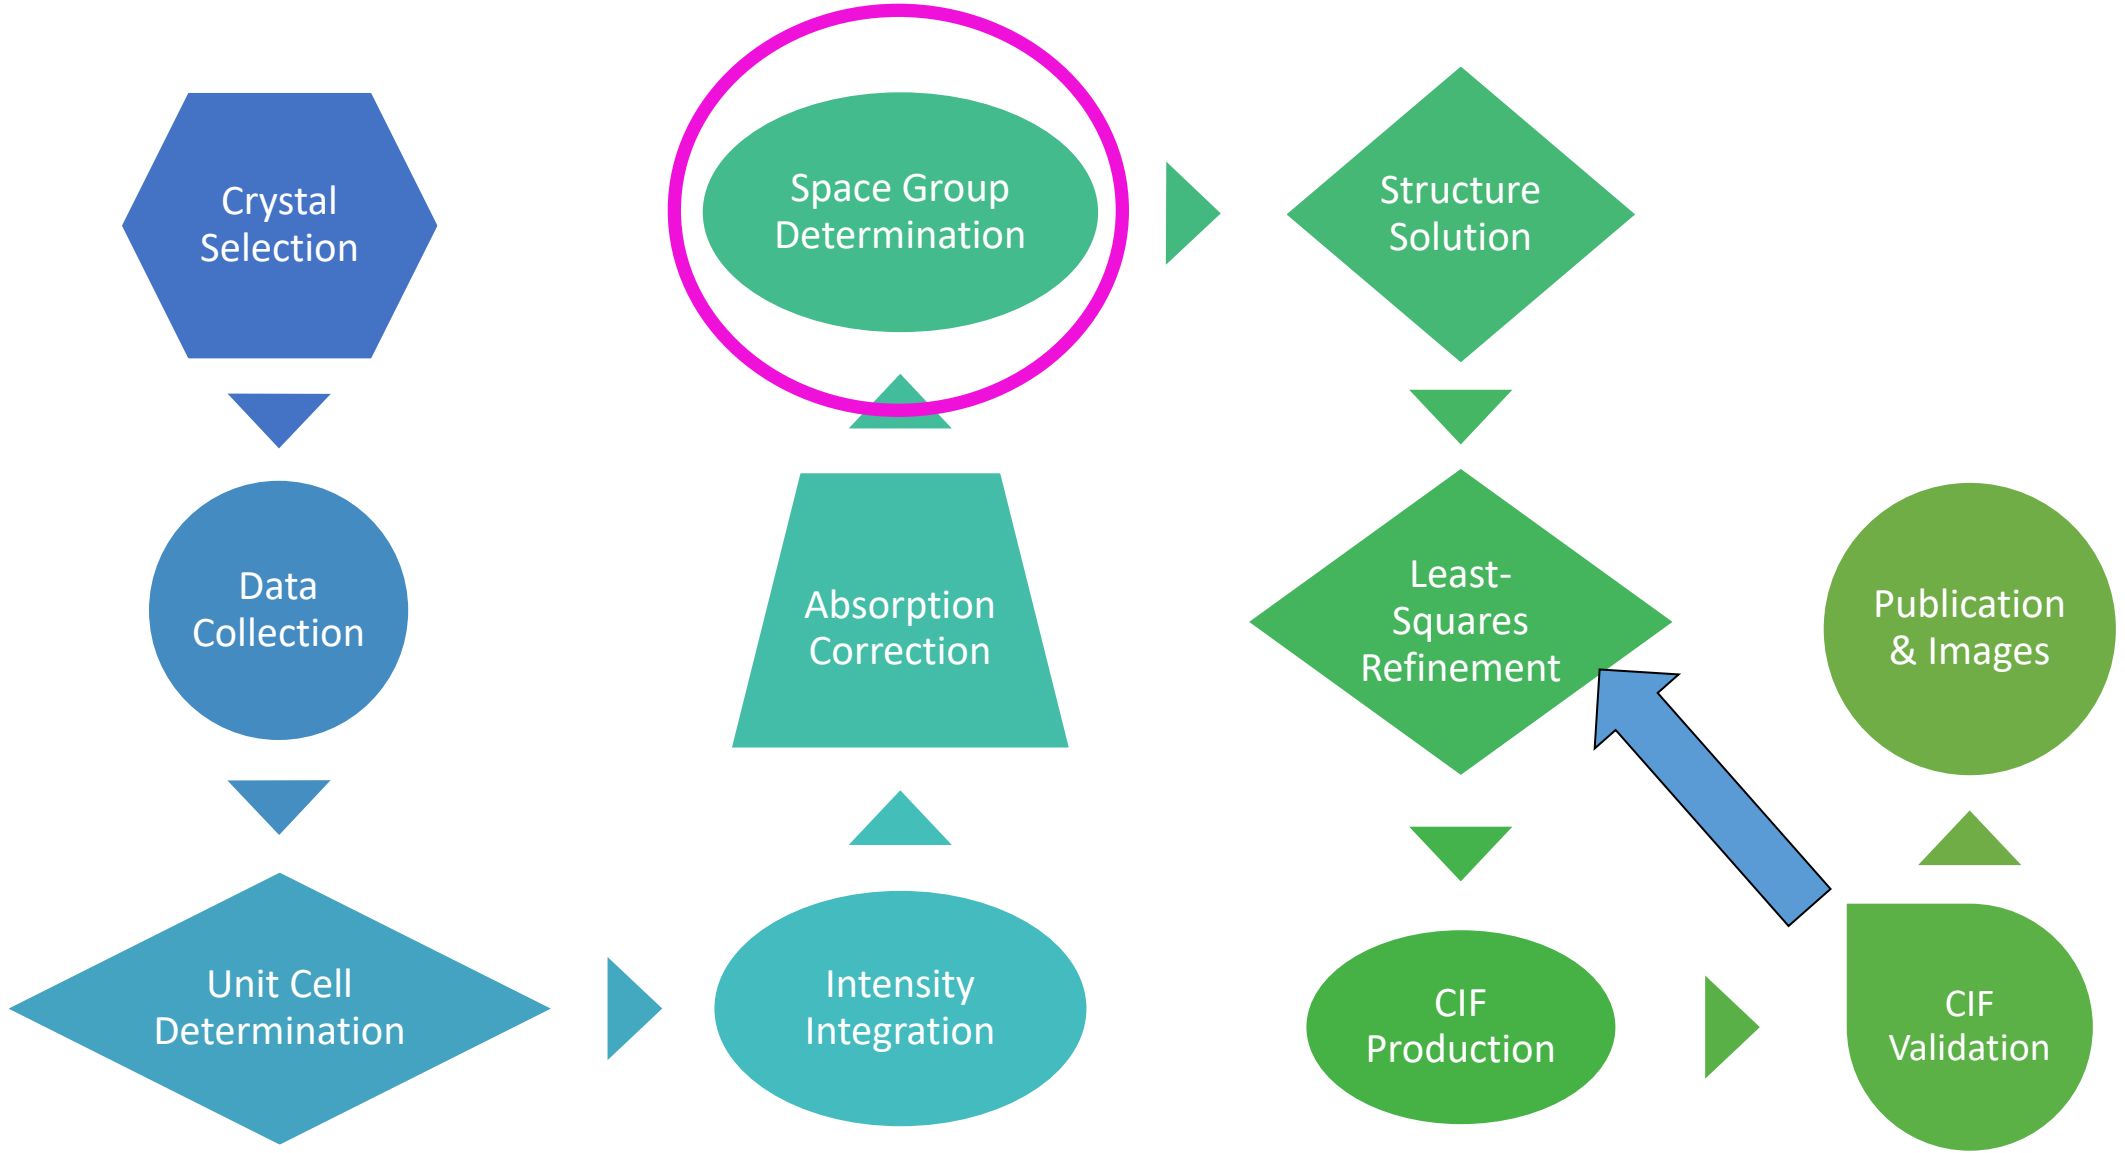 Crystal
Selection
Data
Collection
Unit Cell
Determination
Intensity
Integration
Absorption
Correction
Space Group
Determination
Structure
Solution
Least-
Squares
Refinement
CIF
Production
CIF
Validation
Publication
& Images